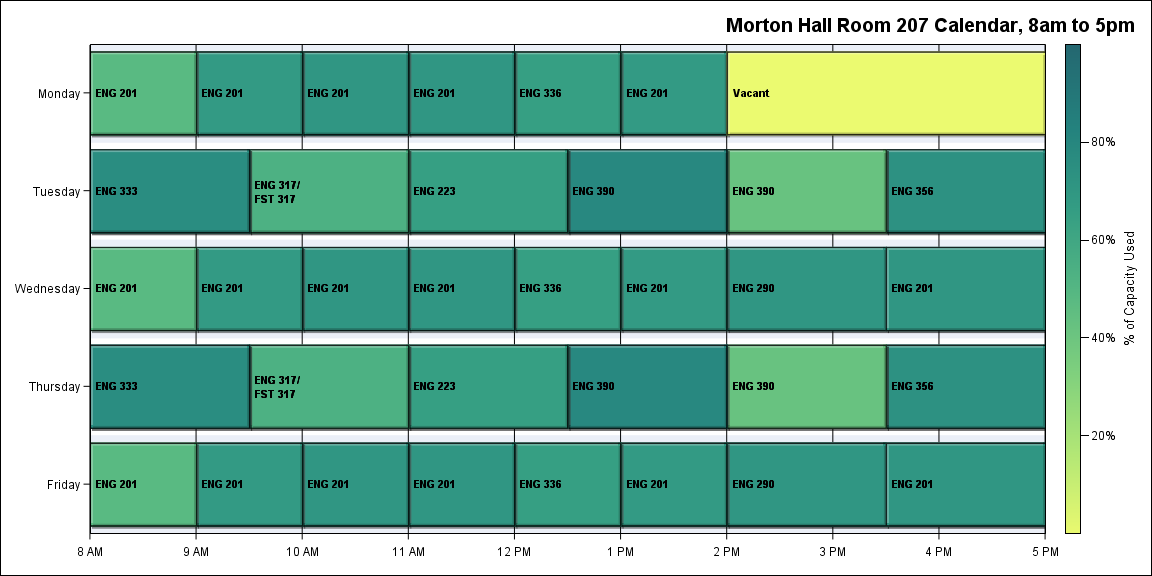 Morton Hall Room 207 Calendar, 8am to 5pm
Monday
ENG 201
ENG 201
ENG 201
ENG 201
ENG 336
ENG 201
Vacant
Tuesday
ENG 333
ENG 317/
FST 317
ENG 223
ENG 390
ENG 390
ENG 356
Wednesday
ENG 201
ENG 201
ENG 201
ENG 201
ENG 336
ENG 201
ENG 290
ENG 201
Thursday
ENG 333
ENG 317/
FST 317
ENG 223
ENG 390
ENG 390
ENG 356
Friday
ENG 201
ENG 201
ENG 201
ENG 201
ENG 336
ENG 201
ENG 290
ENG 201
8 AM
9 AM
10 AM
11 AM
12 PM
1 PM
2 PM
3 PM
4 PM
5 PM
80%
60%
40%
20%
% of Capacity Used